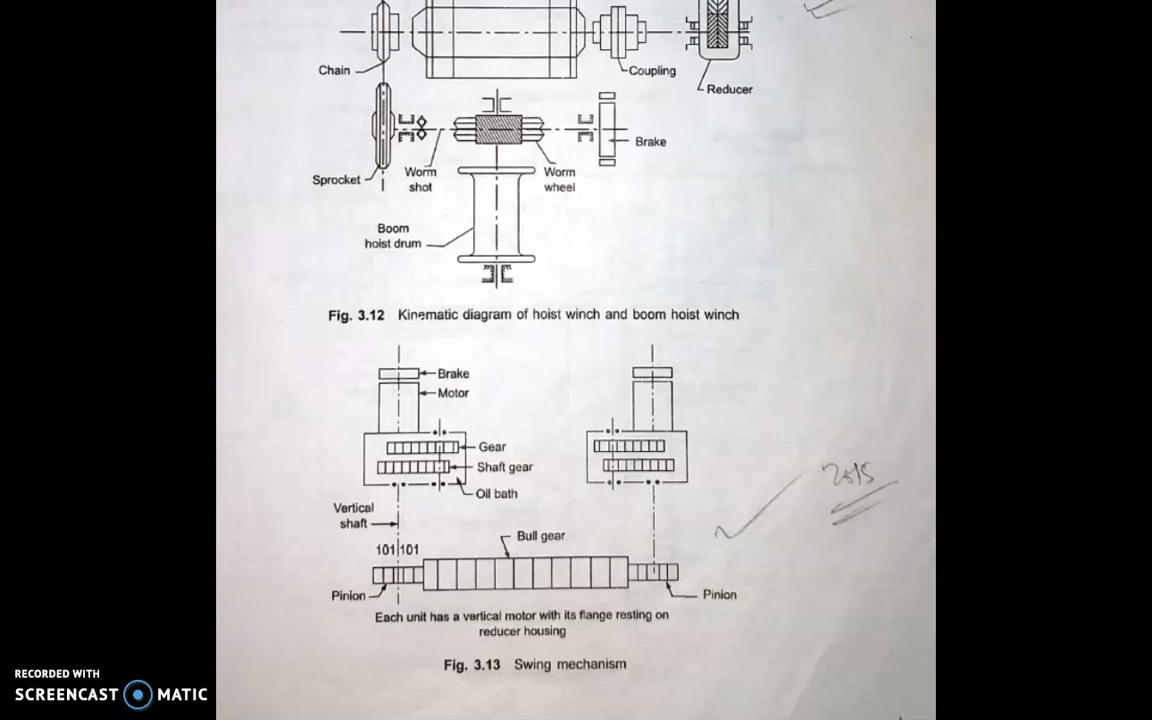 Chain
Coupling
Reducer
Brake
Sprocket
Worm
shot
Worm
wheel
Boom
hoist drum
Fig. 3.12 Kinematic diagram of hoist winch and boom hoist winch
Brake
Motor
Gear
Shaft gear
Oil bath
Vertical
shaft
Bull gear
101 101
Pinion
Pinion
Each unit has a vertical motor with its flange resting on
reducer housing
Fig. 3.13 Swing mechanism
2015
RECORDED WITH
SCREENCAST MATIC